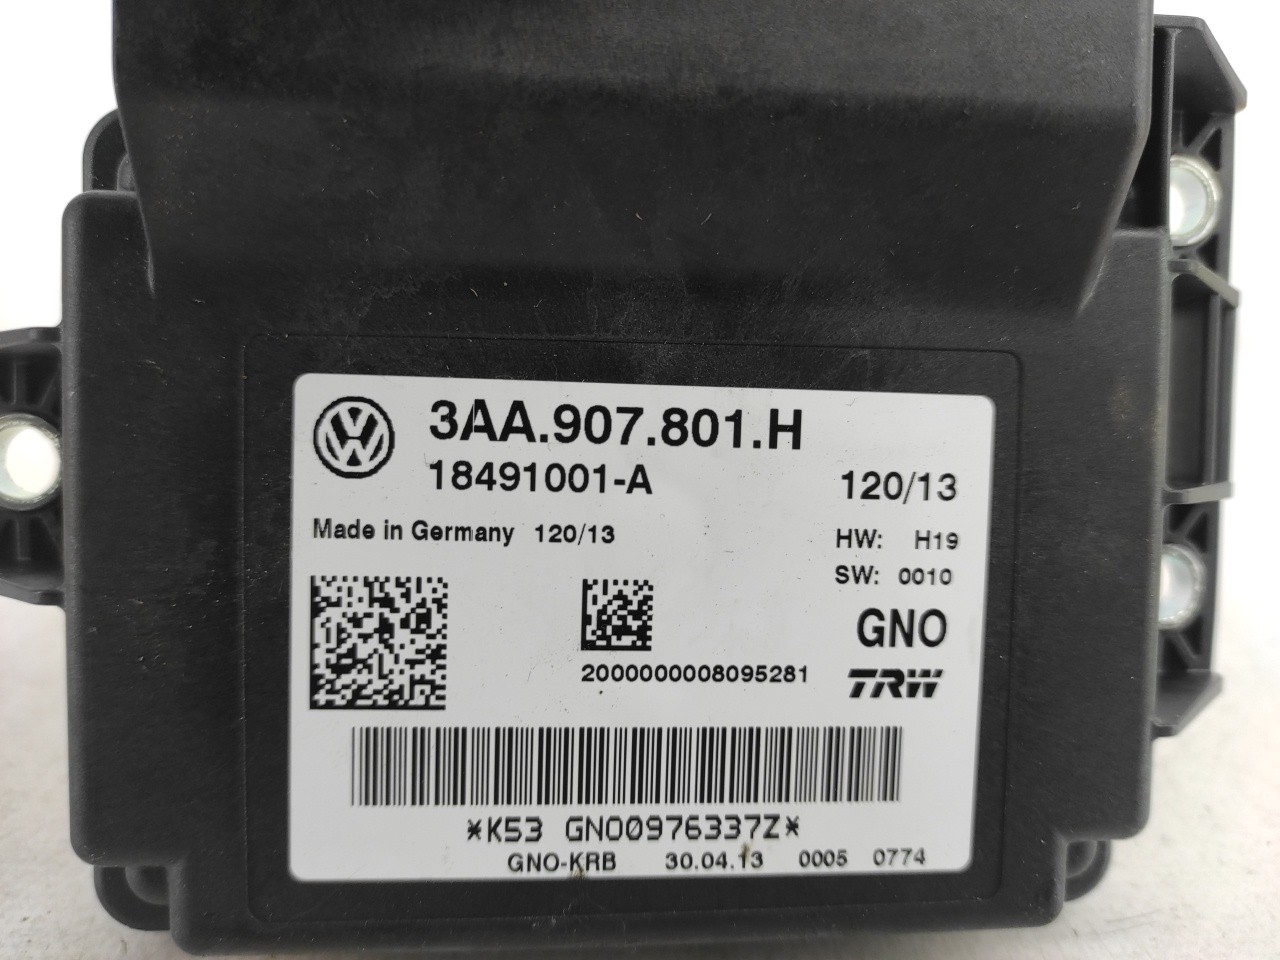 3AA.907.801.H
18491001-A 120/13
Made in Germany 120/13 HW: H19
SW: 0010
GNO
2000000008095281 TRW
*K53 GNO0976337Z*
GNO-KRB 30.04.13 0005 0774